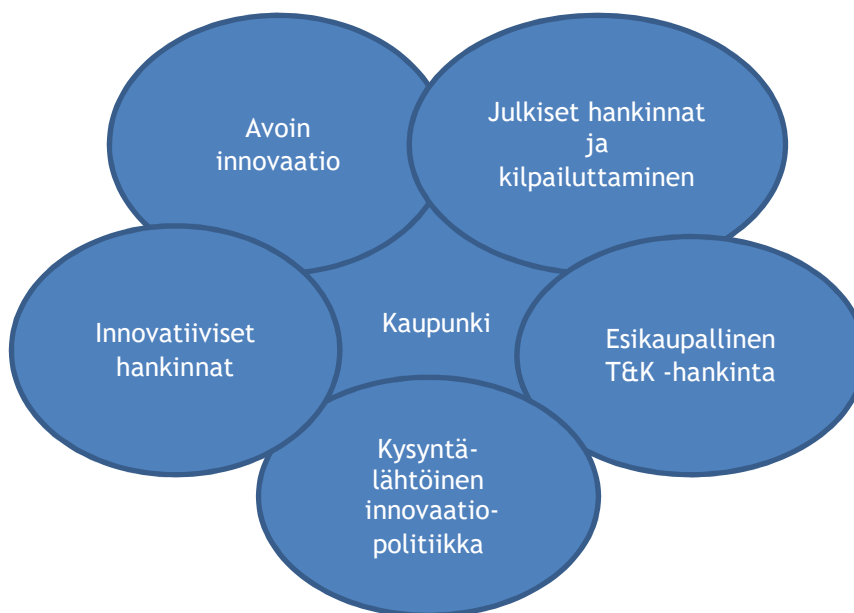 Avoin
innovaatio
Julkiset hankinnat
ja
kilpailuttaminen
Innovatiiviset
hankinnat
Kaupunki
Esikaupallinen
T&K -hankinta
Kysyntä-
lähtöinen
innovaatio-
politiikka